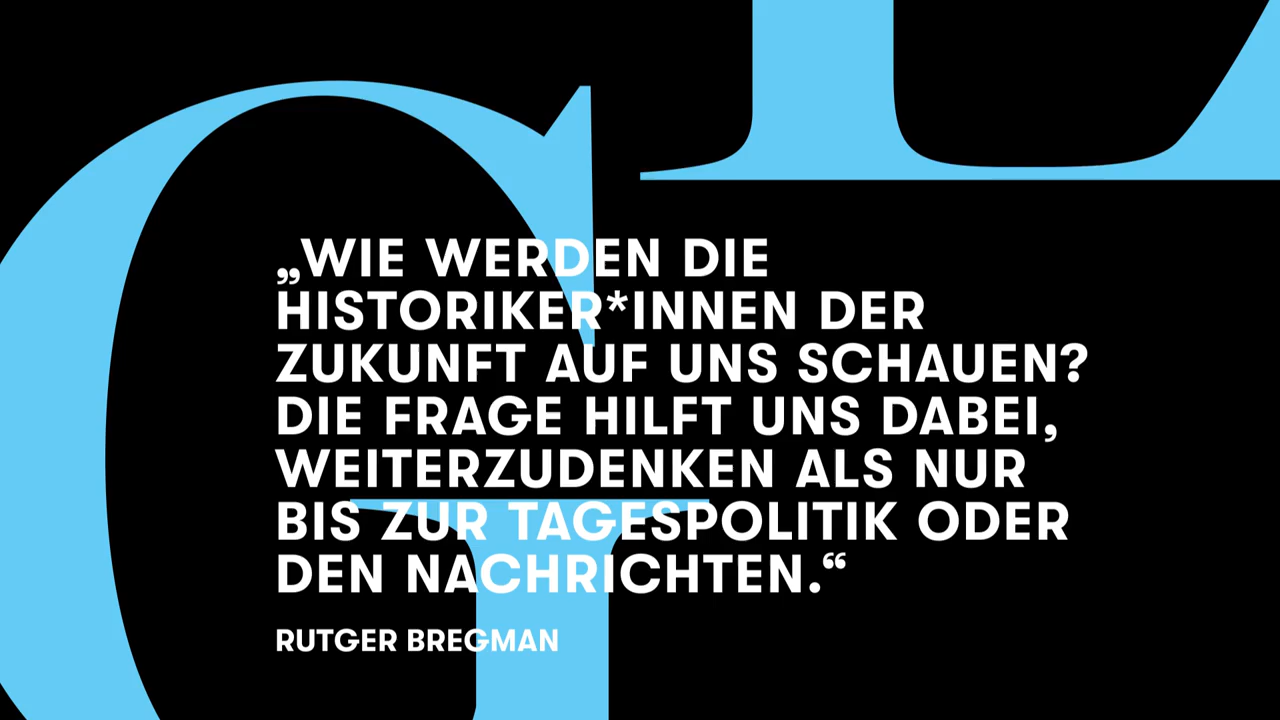 „WIE WERDEN DIE
HISTORIKER*INNEN DER
ZUKUNFT AUF UNS SCHAUEN?
DIE FRAGE HILFT UNS DABEI,
WEITERZUDENKEN ALS NUR
BIS ZUR TAGESPOLITIK ODER
DEN NACHRICHTEN.“
RUTGER BREGMAN